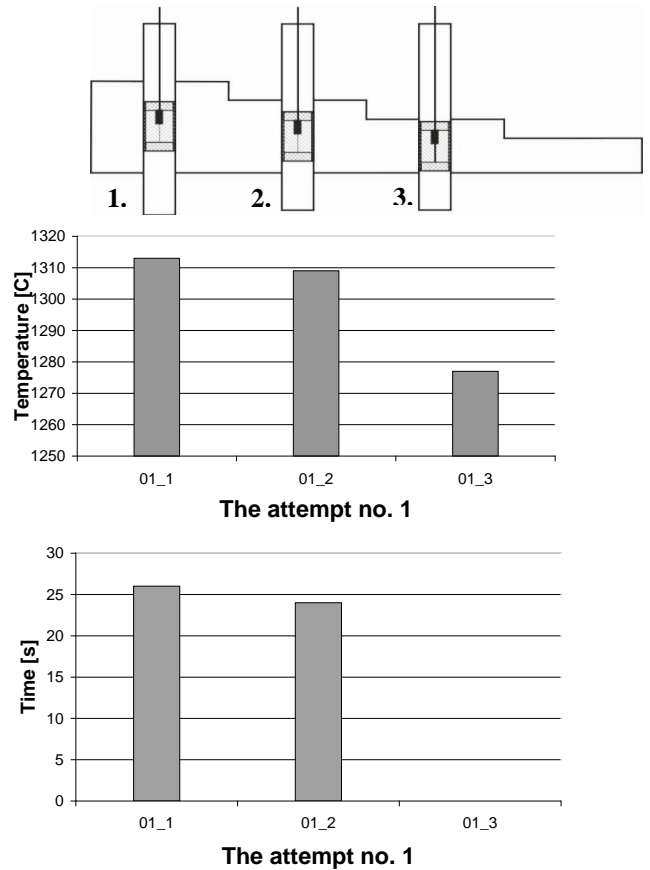 1. 2. 3.
Temperature [C]
1320
1310
1300
1290
1280
1270
1260
1250
01_1 01_2 01_3
The attempt no. 1
Time [s]
30
25
20
15
10
5
0
01_1 01_2 01_3
The attempt no. 1